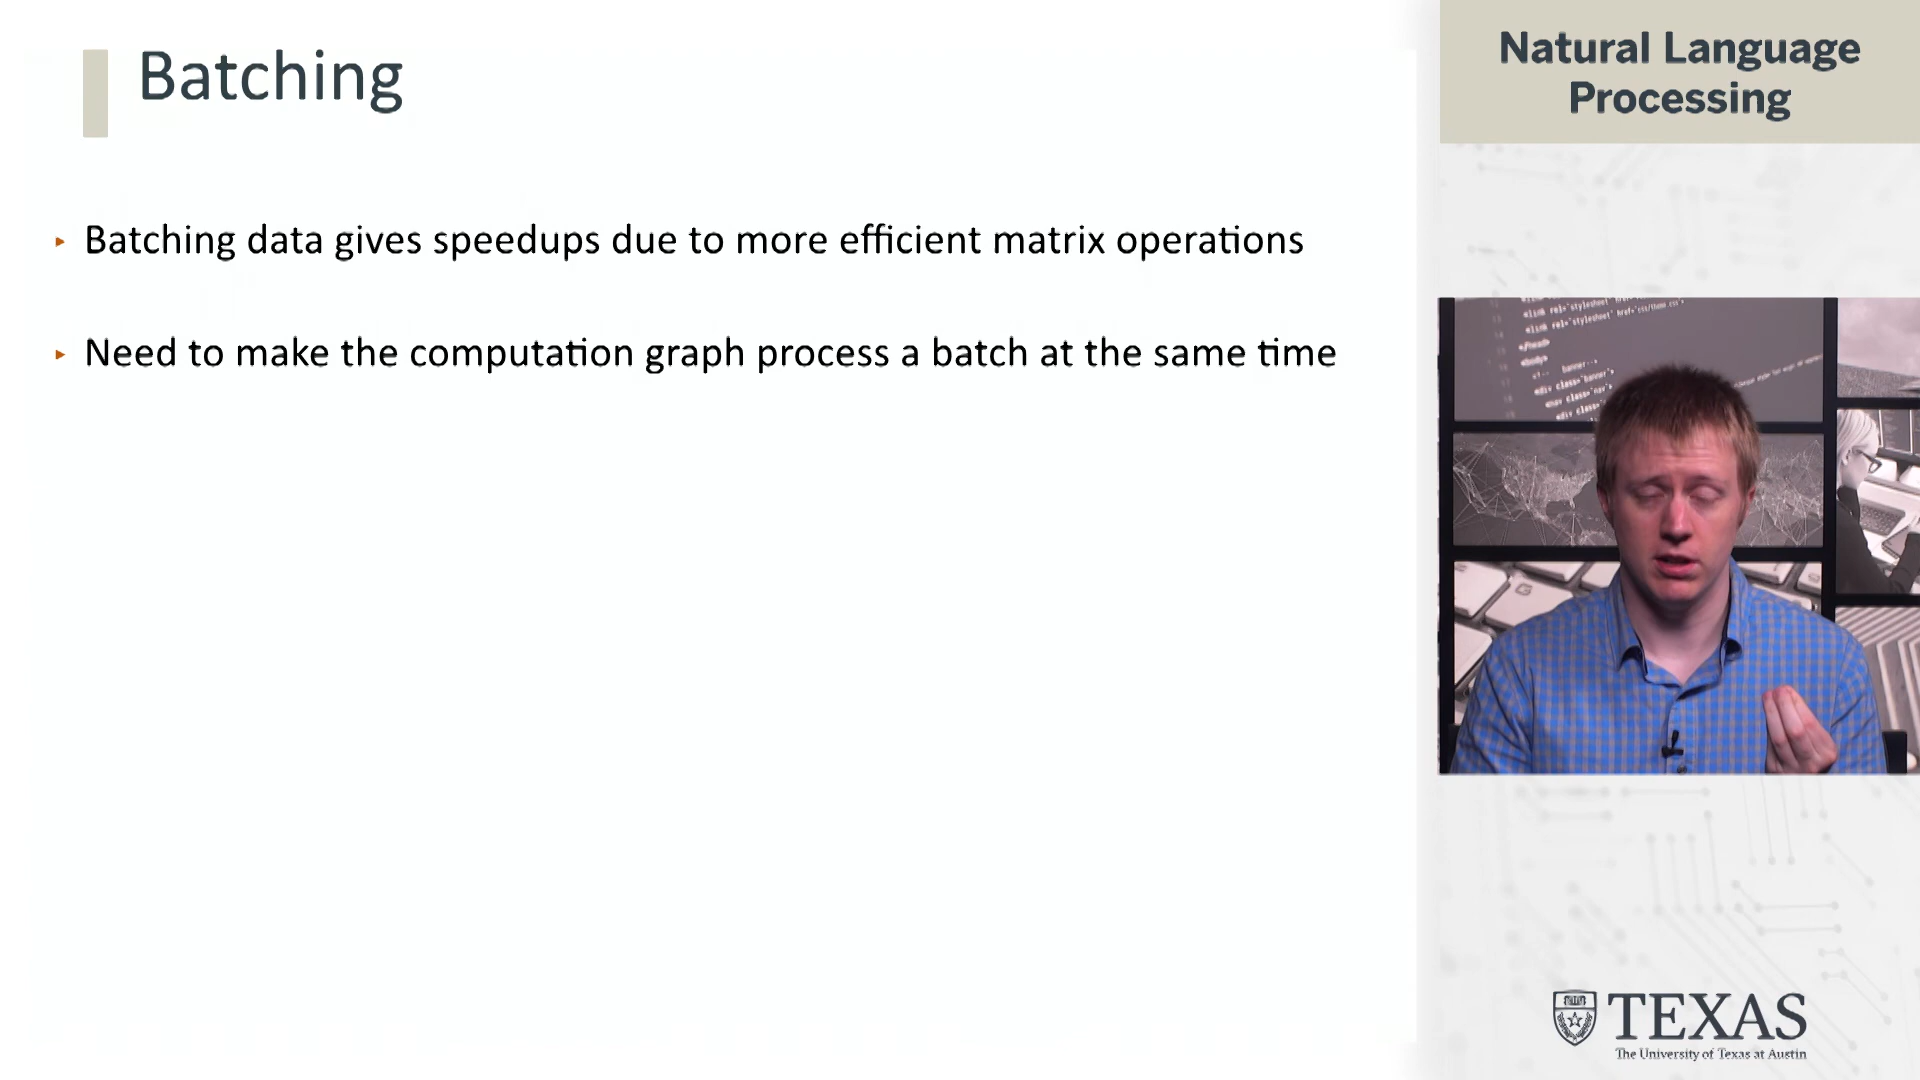 Batching
Batching data gives speedups due to more efficient matrix operations
Need to make the computation graph process a batch at the same time
Natural Language
Processing
TEXAS
The University of Texas at Austin